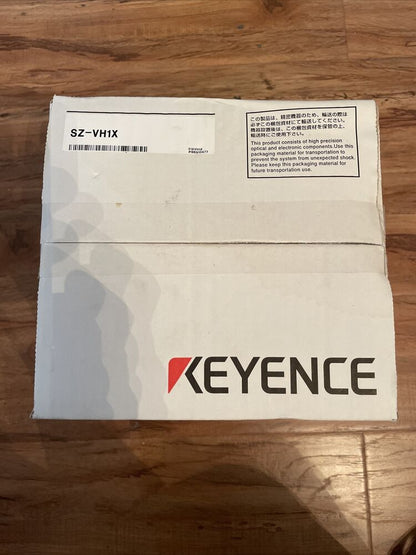 SZ-VH1X
この製品は、精密機器のため、輸送の際は
必ずこの梱包資材にて輸送してください。
機器設置後は、この梱包資材を保管の上、
輸送時にご使用下さい。
This product consists of high precision
optical and electronic components.Use this
packaging material for transportation to
prevent the system from unexpected shock.
Please keep this packaging material for
future transportation use.
KEYENCE